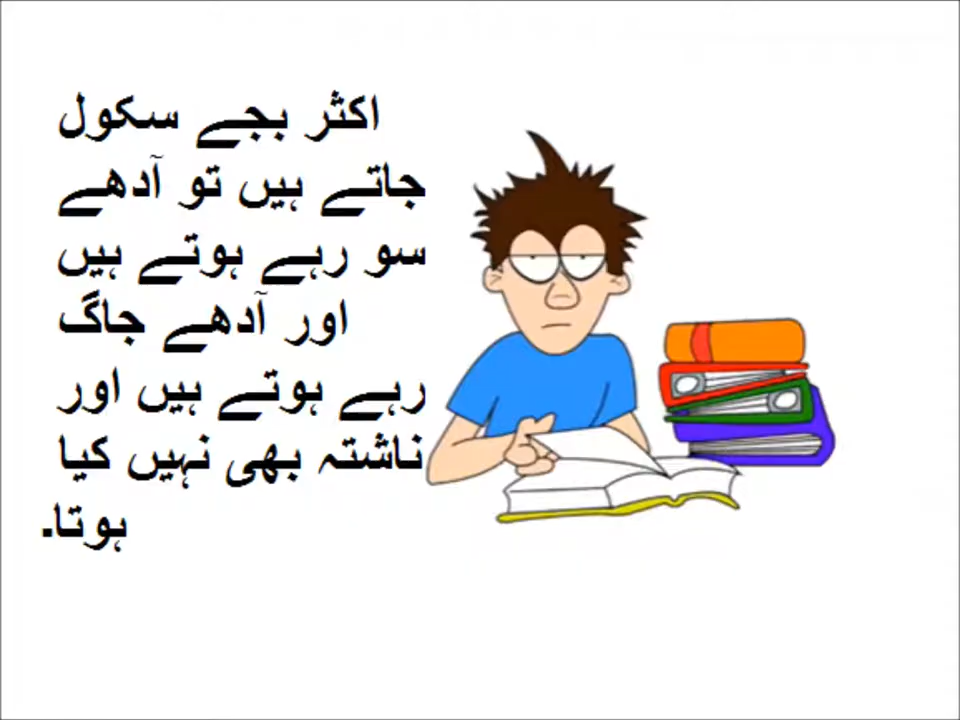 اکثر بجے سکول
جاتے ہیں تو آدھے
سو رہے ہوتے ہیں
اور آدھے جاگ
رہے ہوتے ہیں اور
ناشتہ بھی نہیں کیا
ہوتا۔